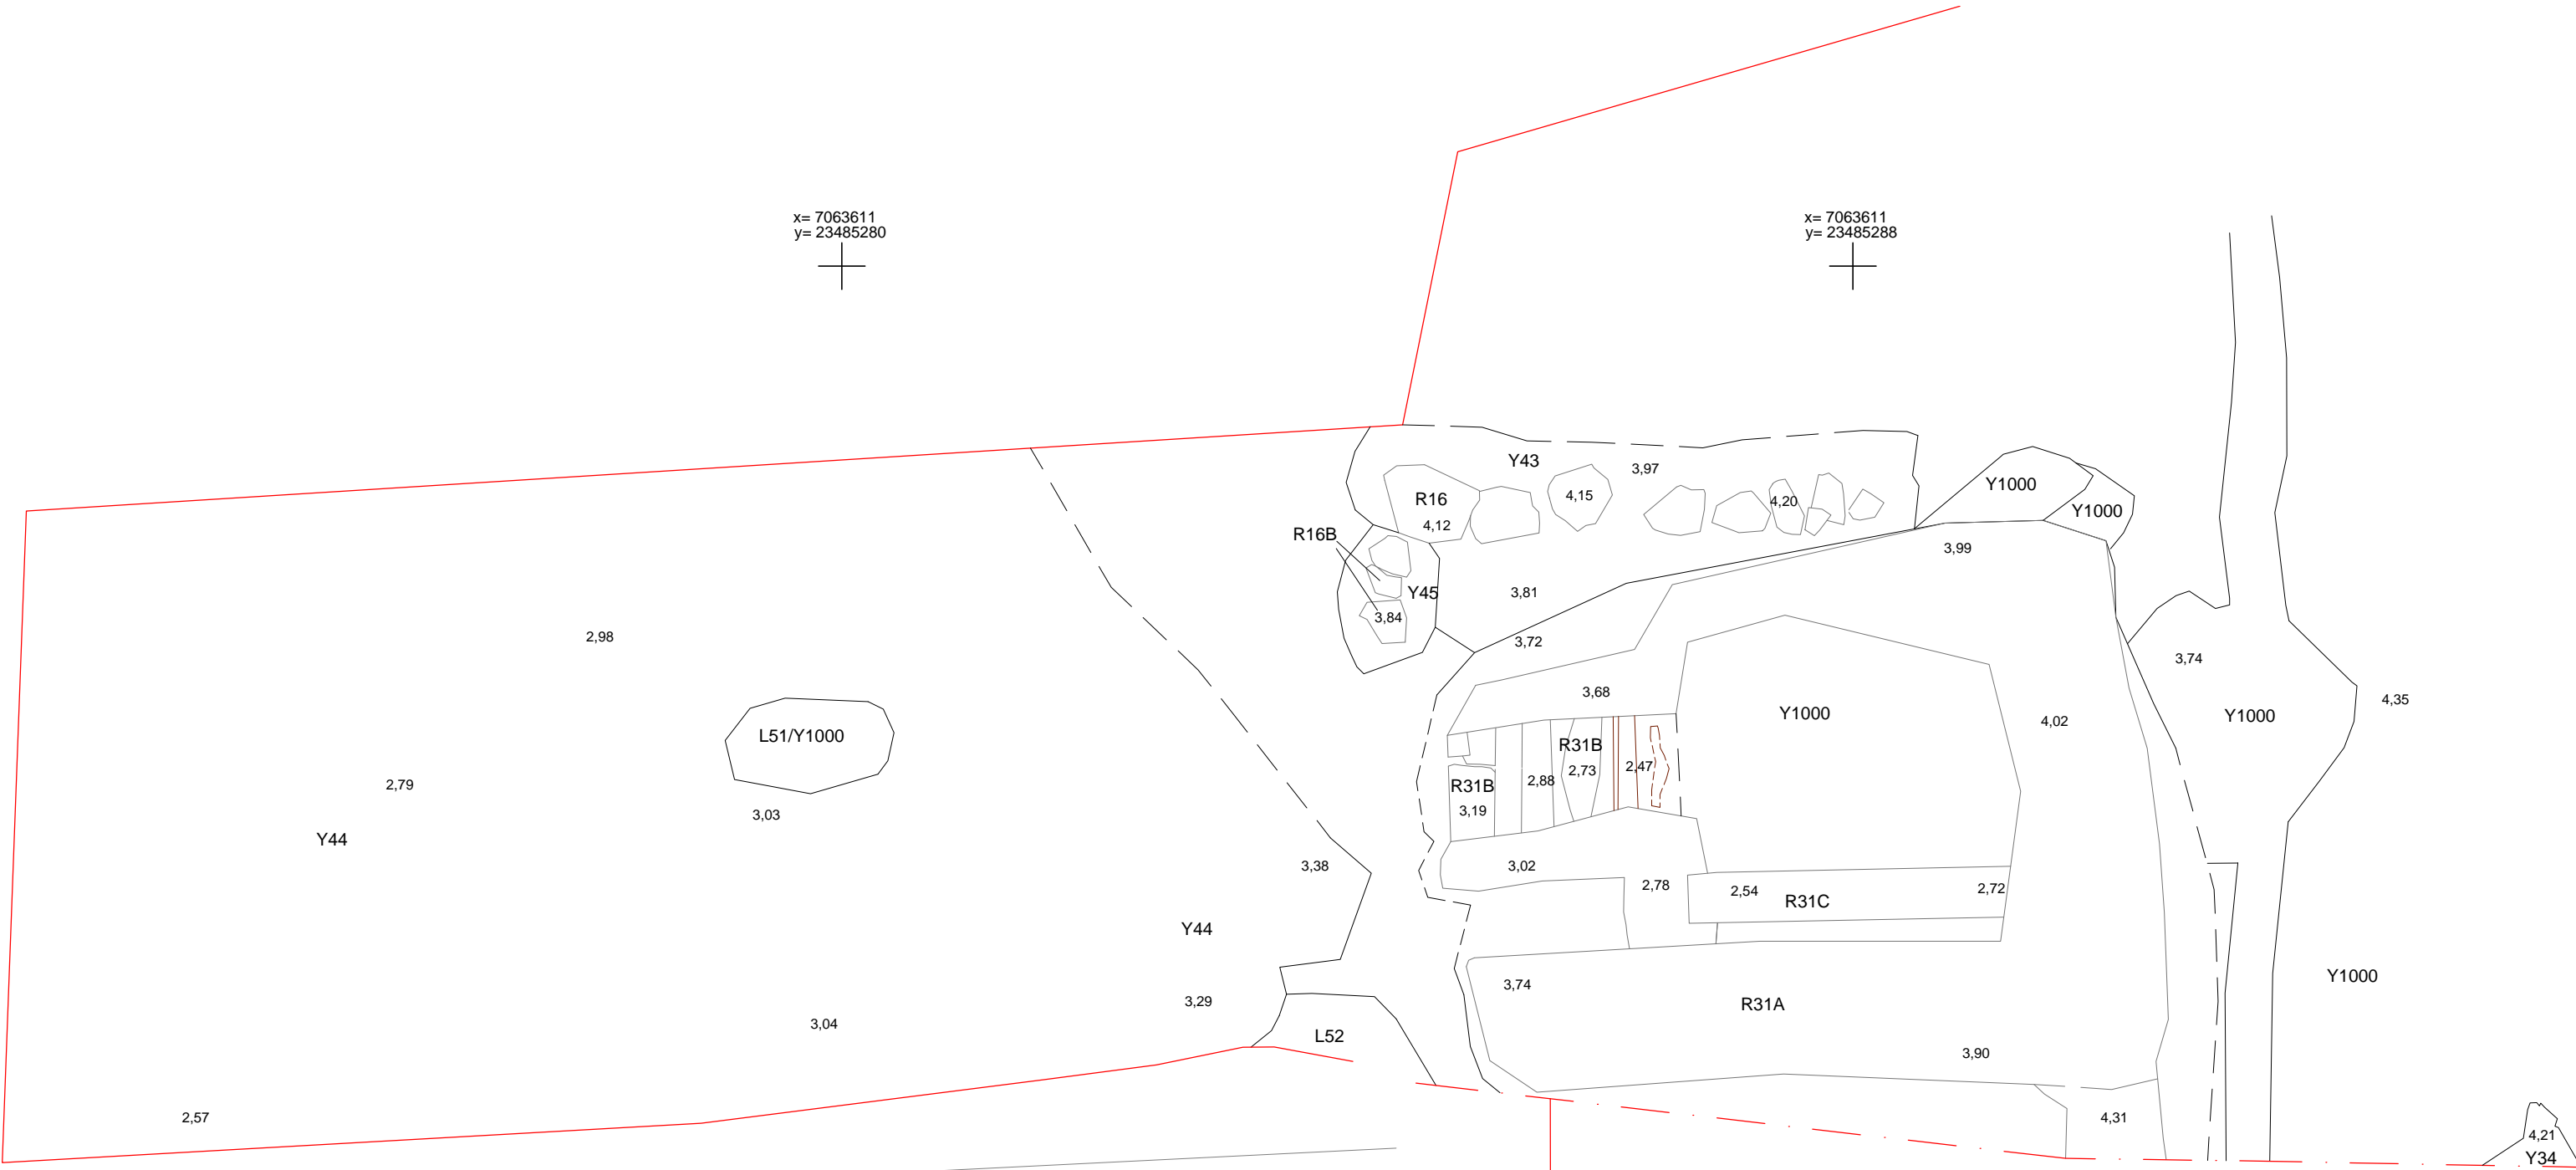 x= 7063611
y= 23485280
x= 7063611
y= 23485288
Y43
3,97
R16
4,12
4,15
4,20
Y1000
Y1000
R16B
3,99
Y45
3,84
3,81
2,98
3,72
3,74
3,68
4,35
L51/Y1000
Y1000
4,02
Y1000
R31B
2,73
2,47
2,88
R31B
3,19
2,79
3,03
Y44
3,38
3,02
2,78
2,54
2,72
R31C
Y44
3,74
Y1000
3,29
R31A
3,04
L52
3,90
2,57
4,31
4,21
Y34